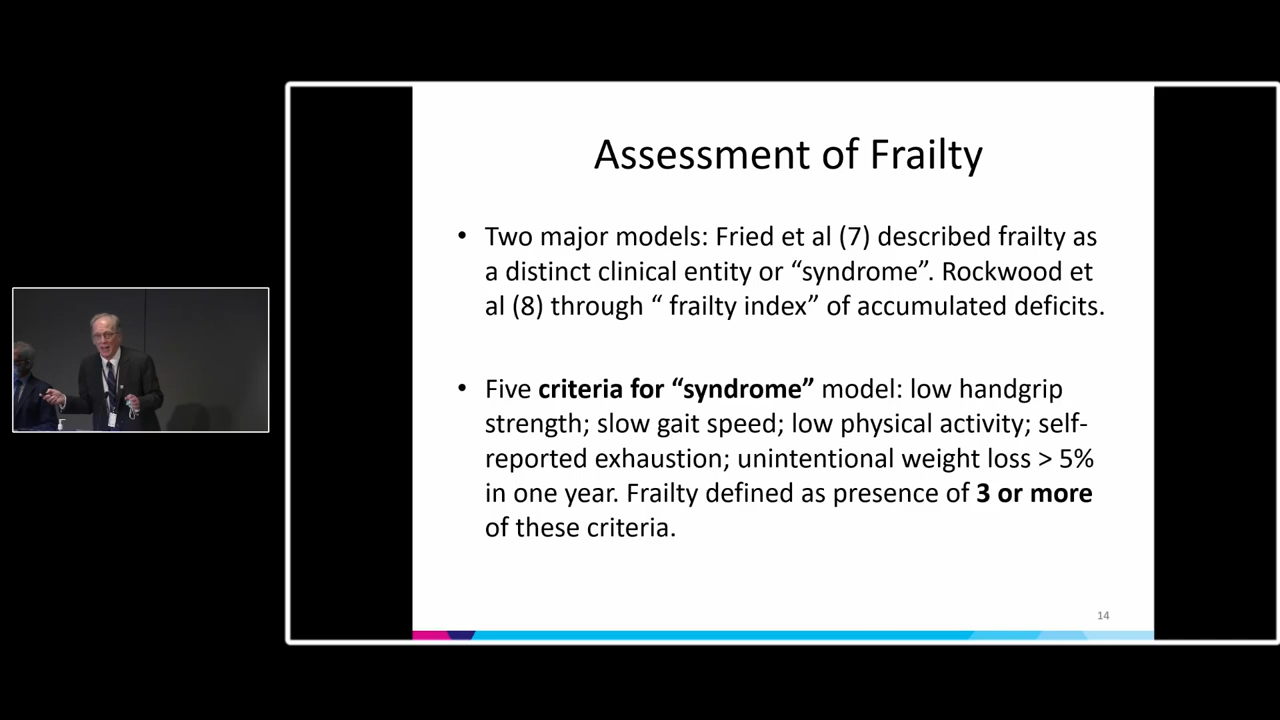 Assessment of Frailty
• Two major models: Fried et al (7) described frailty as
a distinct clinical entity or “syndrome”. Rockwood et
al (8) through “ frailty index” of accumulated deficits.
• Five criteria for “syndrome” model: low handgrip
strength; slow gait speed; low physical activity; self-
reported exhaustion; unintentional weight loss > 5%
in one year. Frailty defined as presence of 3 or more
of these criteria.
14